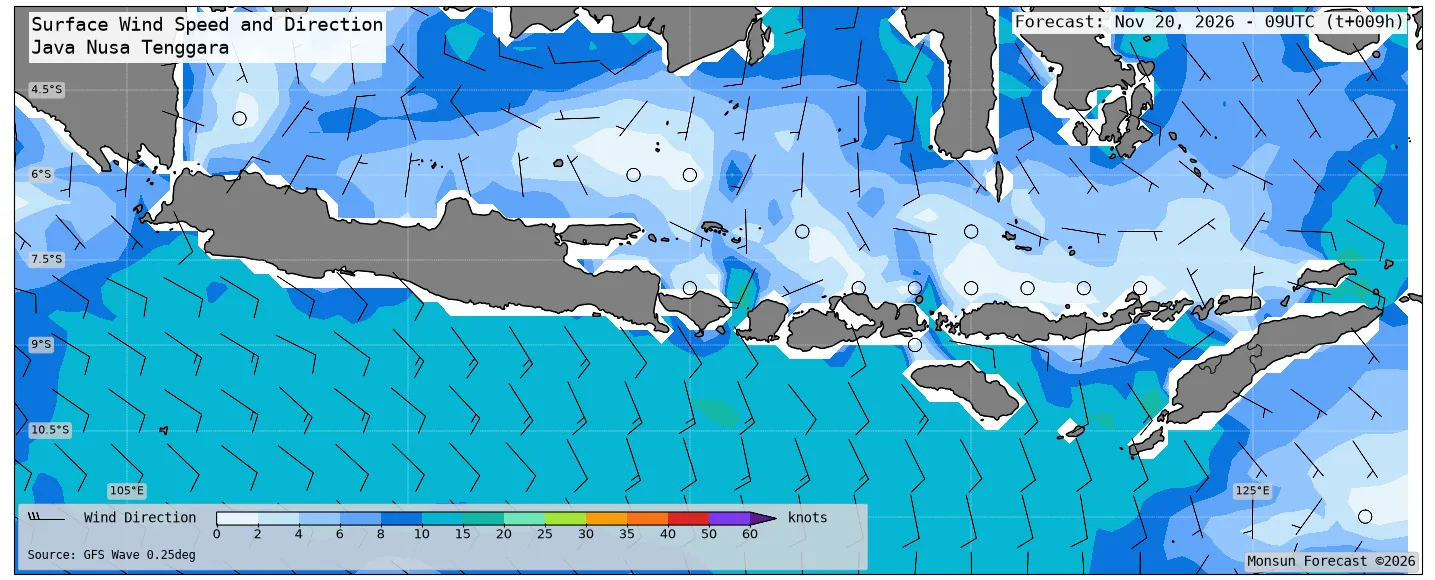 Surface Wind Speed and Direction
Java Nusa Tenggara
Forecast: Nov 20, 2026 - 09UTC (t+009h)
4.5°S
6°S
7.5°S
9°S
10.5°S
105°E
125°E
Wind Direction
knots
0 2 4 6 8 10 12 15 20 25 30 35 40 50 60
Source: GFS Wave 0.25deg
Monsun Forecast ©2026